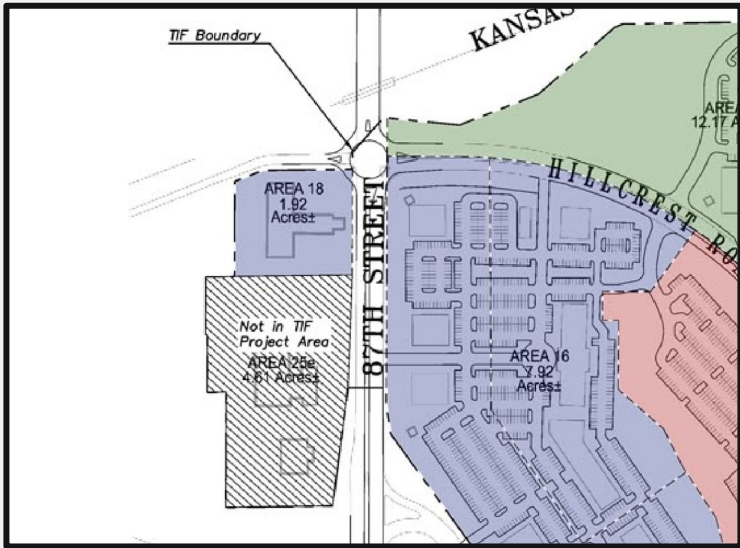 TIF Boundary
KANSAS
AREA
12.17 A
HILLCREST ROA
AREA 18
1.92
Acres±
87TH STREET
Not in TIF
Project Area
AREA 25e
4.61 Acres±
AREA 16
7.92
Acres±